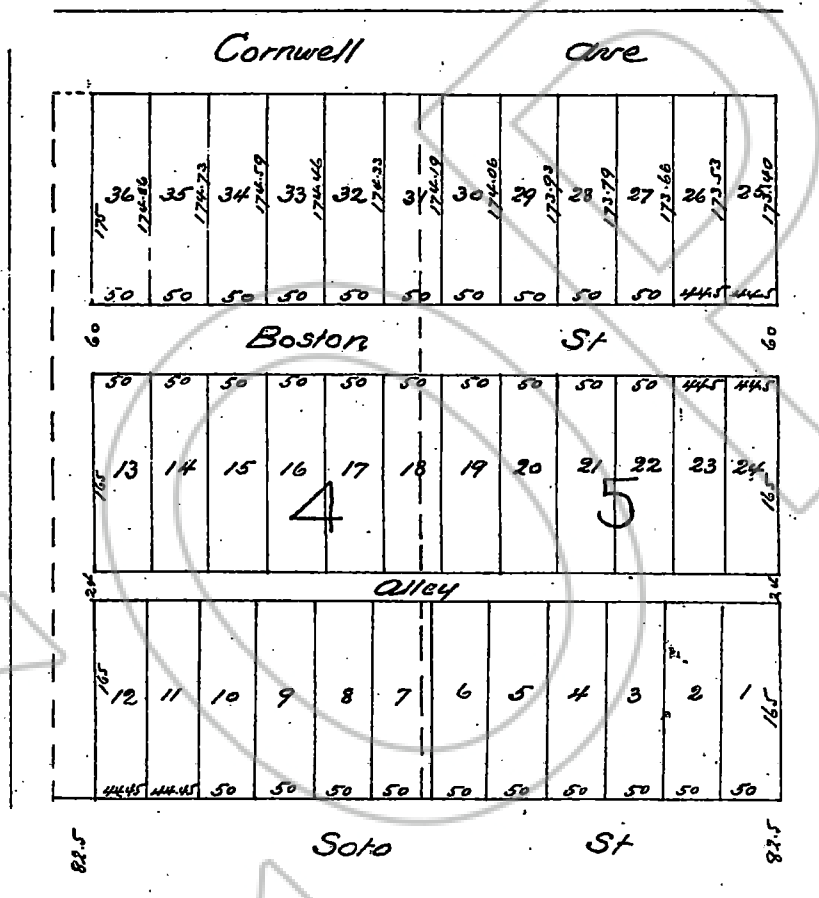 Cornwell Ave
36 35 34 33 32 31 30 29 28 27 26 25
175 174.86 174.73 174.59 174.46 174.33 174.19 174.06 173.93 173.79 173.66 173.53 173.40
50 50 50 50 50 50 50 50 50 50 44.5 44.5
60 Boston St 60
50 50 50 50 50 50 50 50 50 50 44.5 44.5
165 13 14 15 16 17 18 19 20 21 22 23 24 165
4 5
24 Alley 24
165 12 11 10 9 8 7 6 5 4 3 2 1 165
44.45 44.45 50 50 50 50 50 50 50 50 50 50
82.5 Soto St 82.5